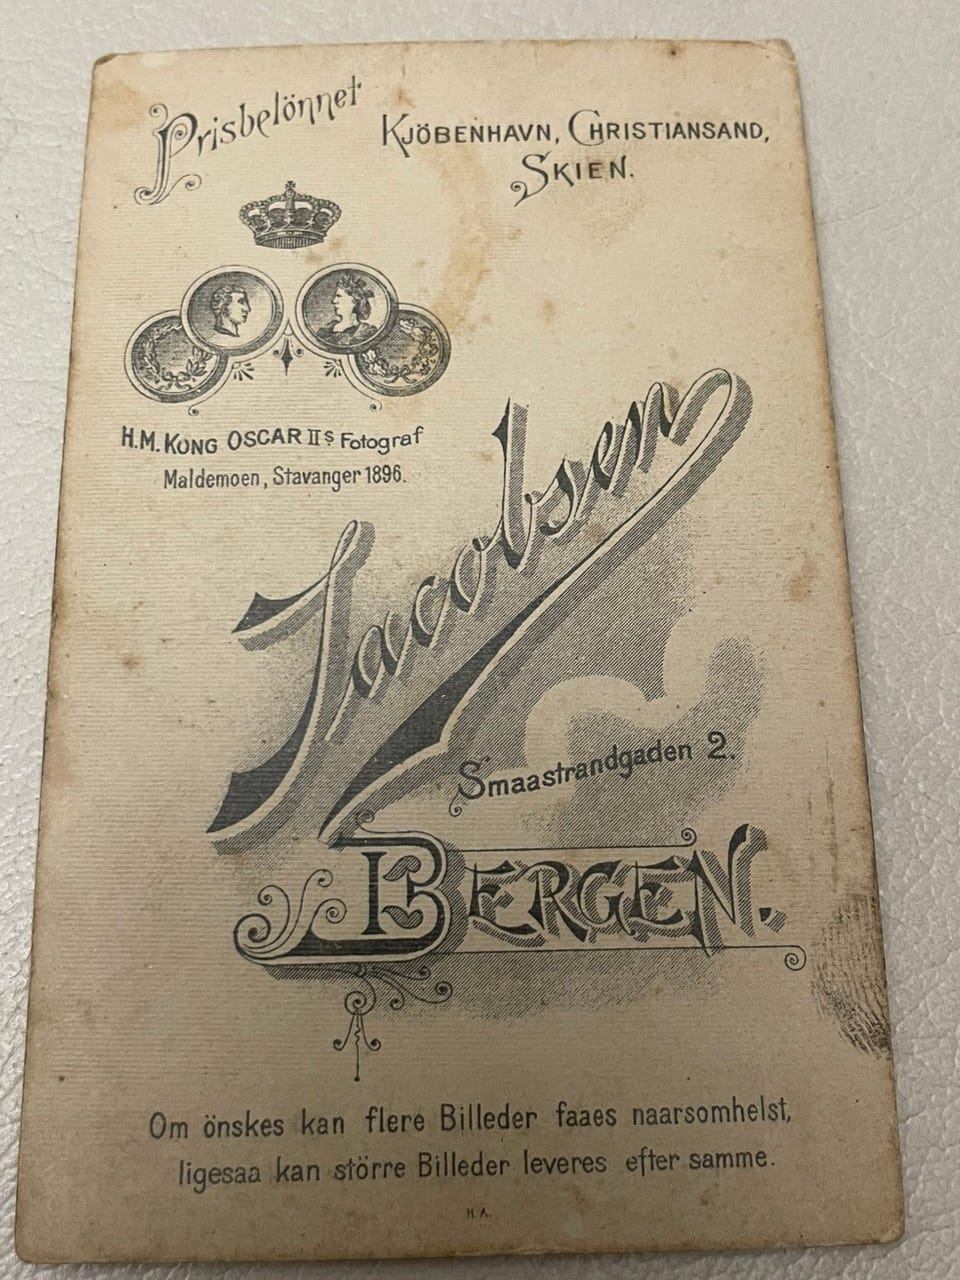 Prisbelönnet
KJÖBENHAVN, CHRISTIANSAND,
SKIEN.
H.M. KONG OSCAR IIs Fotograf
Maldemoen, Stavanger 1896.
Jacobsen
Smaastrandgaden 2.
BERGEN.
Om önskes kan flere Billeder faaes naarsomhelst,
ligesaa kan större Billeder leveres efter samme.
H. A.